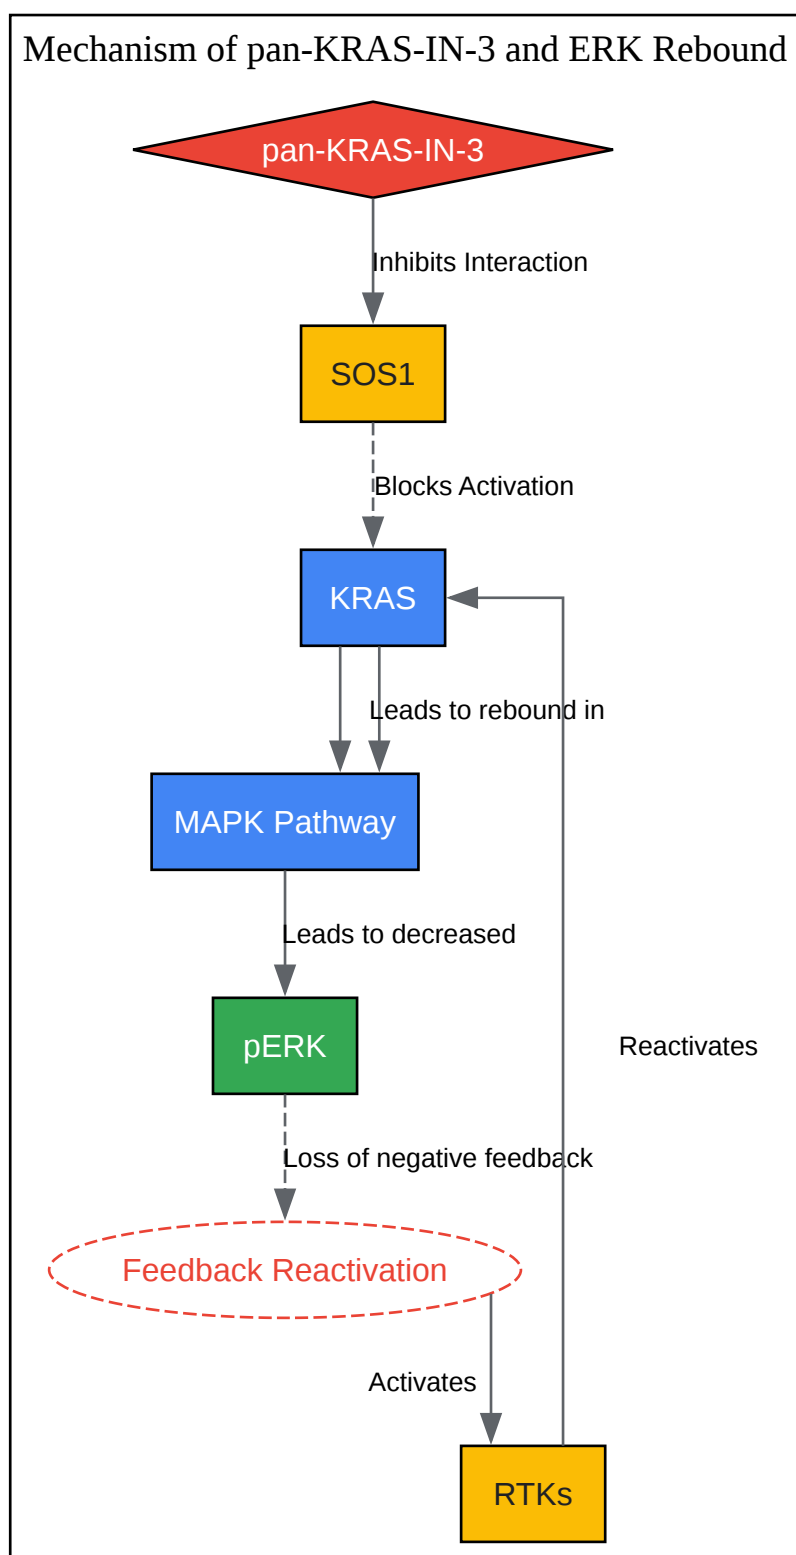 Mechanism of pan-KRAS-IN-3 and ERK Rebound
pan-KRAS-IN-3
Inhibits Interaction
SOS1
Blocks Activation
KRAS
Leads to rebound in
MAPK Pathway
Leads to decreased
pERK
Reactivates
Loss of negative feedback
Feedback Reactivation
Activates
RTKs